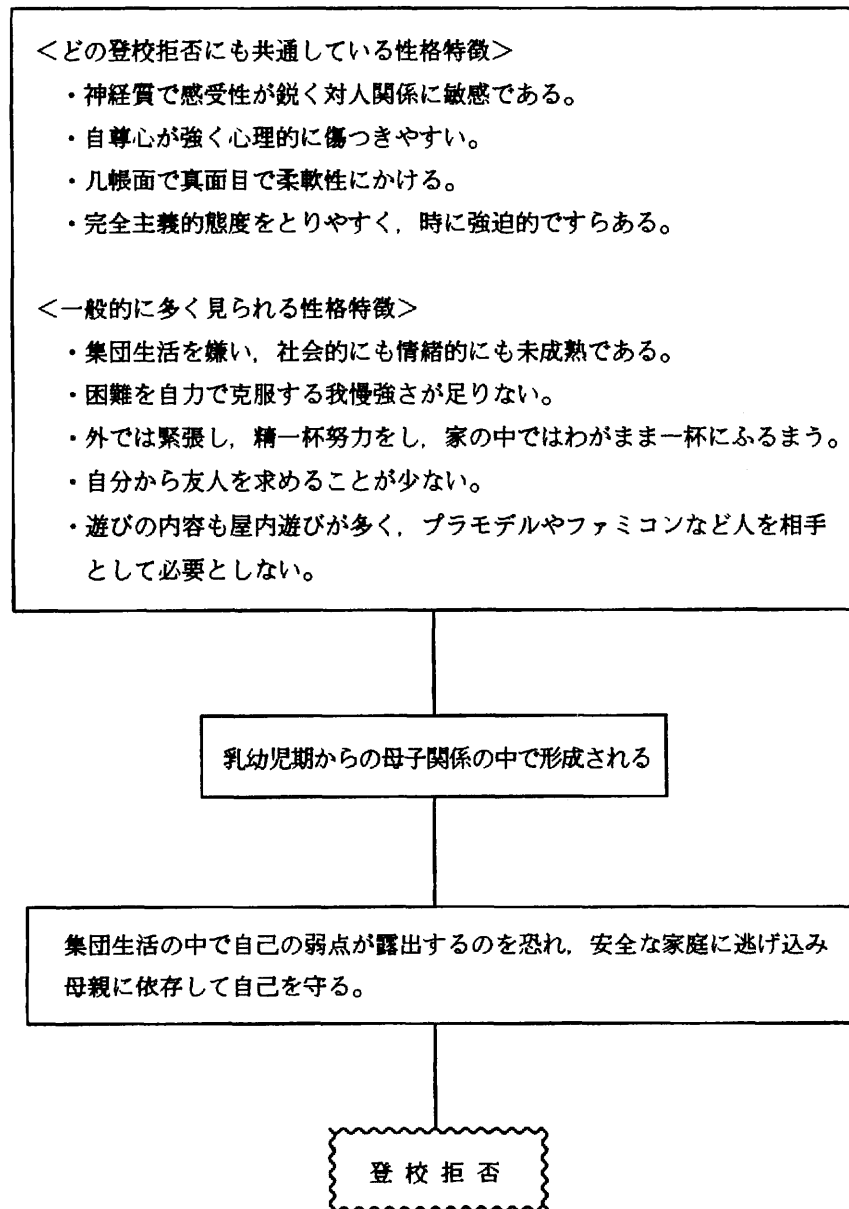 ＜どの登校拒否にも共通している性格特徴＞
・神経質で感受性が鋭く対人関係に敏感である。
・自尊心が強く心理的に傷つきやすい。
・几帳面で真面目で柔軟性にかける。
・完全主義的態度をとりやすく，時に強迫的ですらある。
＜一般的に多く見られる性格特徴＞
・集団生活を嫌い，社会的にも情緒的にも未成熟である。
・困難を自力で克服する我慢強さが足りない。
・外では緊張し，精一杯努力をし，家の中ではわがまま一杯にふるまう。
・自分から友人を求めることが少ない。
・遊びの内容も屋内遊びが多く，プラモデルやファミコンなど人を相手
として必要としない。
乳幼児期からの母子関係の中で形成される
集団生活の中で自己の弱点が露出するのを恐れ，安全な家庭に逃げ込み
母親に依存して自己を守る。
登校拒否